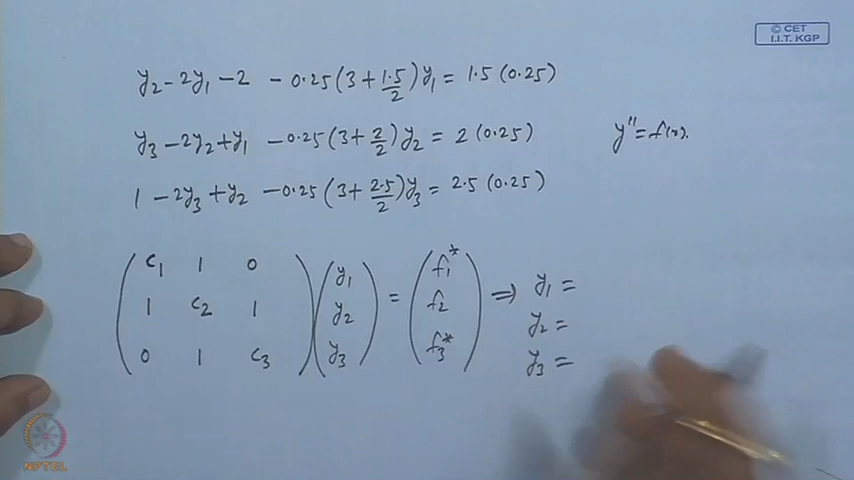 © CET
I.I.T. KGP
y₂ - 2y₁ - 2 - 0.25(3 + 1.5/2)y₁ = 1.5(0.25)
y₃ - 2y₂ + y₁ - 0.25(3 + 2/2)y₂ = 2(0.25)
y'' = f(x).
1 - 2y₃ + y₂ - 0.25(3 + 2.5/2)y₃ = 2.5(0.25)
(c₁ 1 0) (y₁) = (f₁*) ⇒ y₁ =
(1 c₂ 1) (y₂) (f₂) y₂ =
(0 1 c₃) (y₃) (f₃*) y₃ =
NPTEL